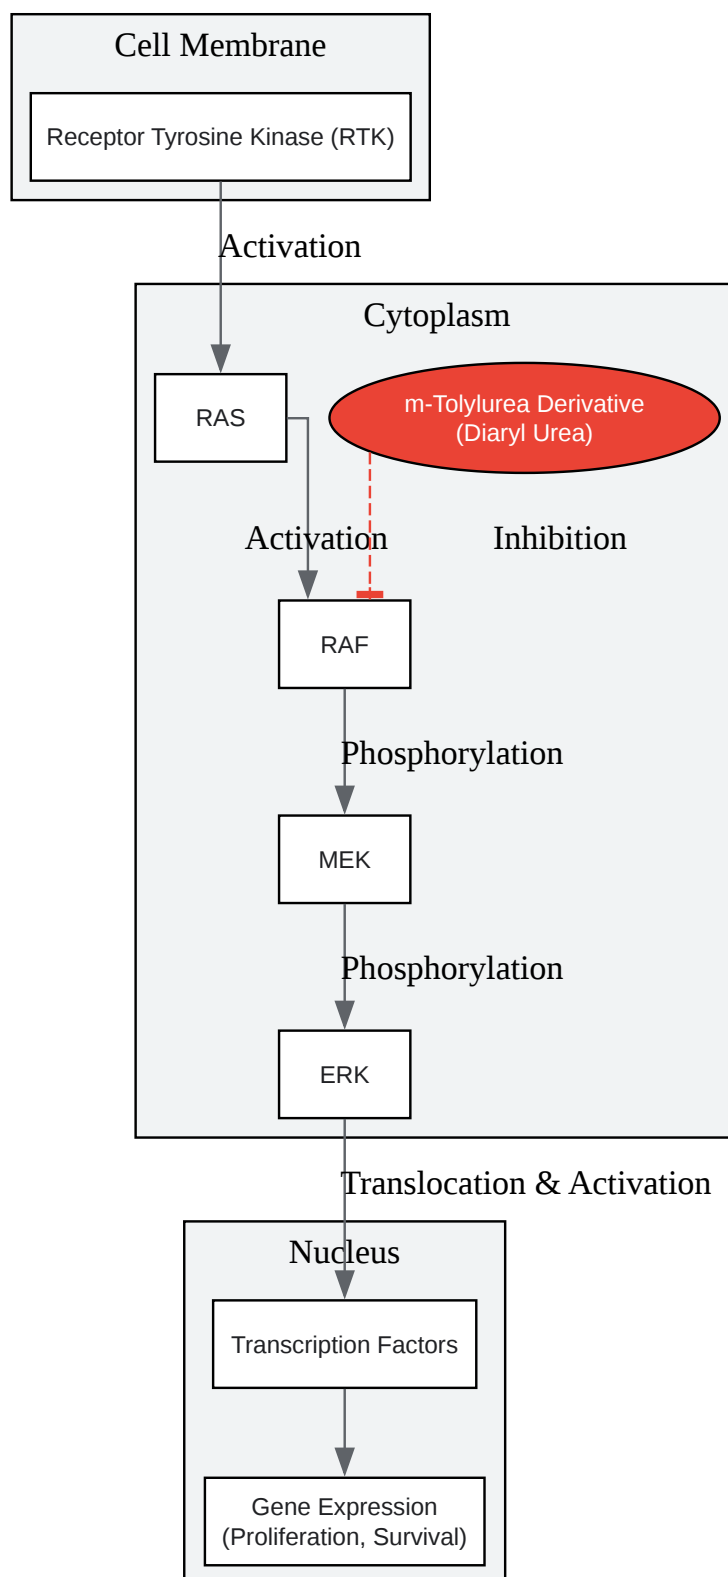 Cell Membrane
Receptor Tyrosine Kinase (RTK)
Activation
Cytoplasm
RAS
m-Tolylurea Derivative
(Diaryl Urea)
Activation
Inhibition
RAF
Phosphorylation
MEK
Phosphorylation
ERK
Translocation & Activation
Nucleus
Transcription Factors
Gene Expression
(Proliferation, Survival)